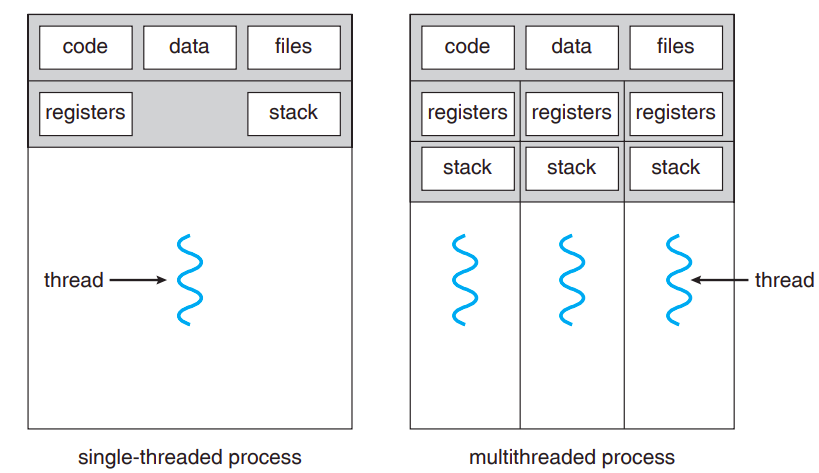 code data files
registers stack
thread
single-threaded process
code data files
registers registers registers
stack stack stack
thread
multithreaded process